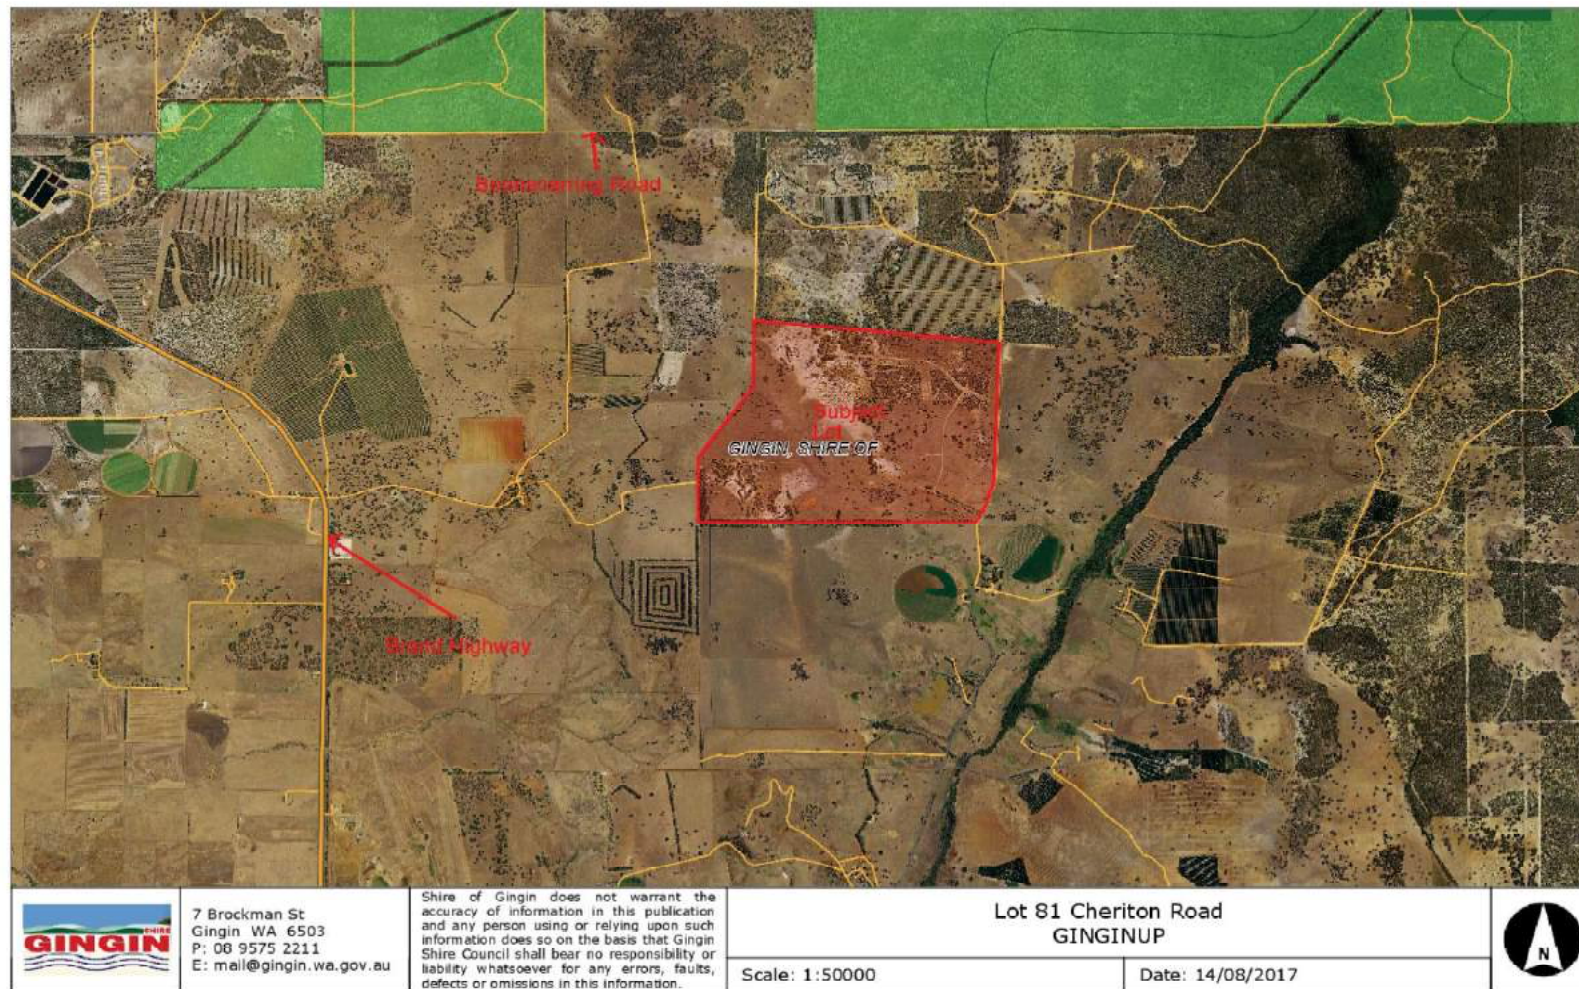 Boonanarring Road
Subject
Lot
GINGIN, SHIRE OF
Brand Highway
SHIRE
GINGIN
7 Brockman St
Gingin WA 6503
P: 08 9575 2211
E: mail@gingin.wa.gov.au
Shire of Gingin does not warrant the
accuracy of information in this publication
and any person using or relying upon such
information does so on the basis that Gingin
Shire Council shall bear no responsibility or
liability whatsoever for any errors, faults,
defects or omissions in this information.
Lot 81 Cheriton Road
GINGINUP
Scale: 1:50000
Date: 14/08/2017
N